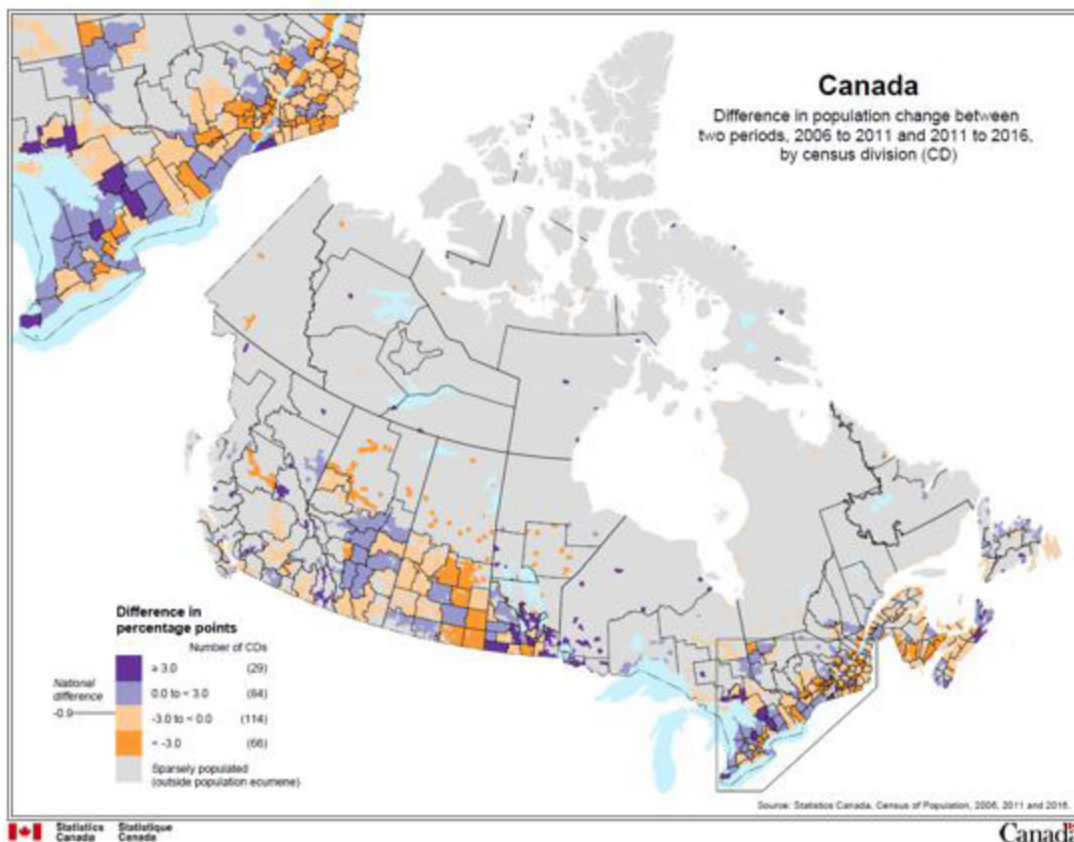 Canada
Difference in population change between
two periods, 2006 to 2011 and 2011 to 2016,
by census division (CD)
Difference in
percentage points
Number of CDs
≥ 3.0 (29)
0.0 to < 3.0 (84)
National
difference
-0.9
-3.0 to < 0.0 (114)
< -3.0 (66)
Sparsely populated
(outside population ecumene)
Source: Statistics Canada, Census of Population, 2006, 2011 and 2016.
Statistics Statistique
Canada Canada
Canada